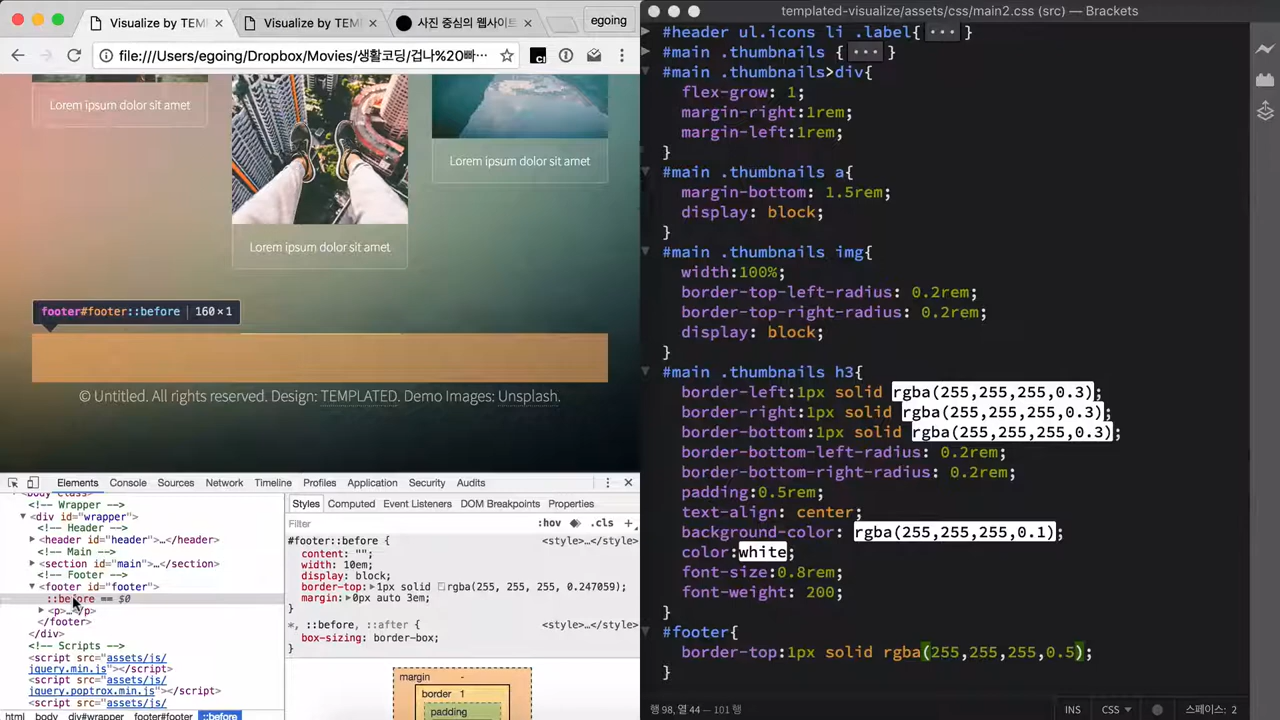 Visualize by TEM
Visualize by TEM
사진 중심의 웹사이트
egoing
file:///Users/egoing/Dropbox/Movies/생활코딩/겁나%20빠…
Lorem ipsum dolor sit amet
Lorem ipsum dolor sit amet
Lorem ipsum dolor sit amet
footer#footer::before 160×1
© Untitled. All rights reserved. Design: TEMPLATED. Demo Images: Unsplash.
Elements Console Sources Network Timeline Profiles Application Security Audits
<!-- Wrapper -->
<div id="wrapper">
<!-- Header -->
<header id="header">…</header>
<!-- Main -->
<section id="main">…</section>
<!-- Footer -->
<footer id="footer">
::before == $0
<p>…</p>
</footer>
</div>
<!-- Scripts -->
<script src="assets/js/
jquery.min.js"></script>
<script src="assets/js/
jquery.poptrox.min.js"></script>
<script src="assets/js/
html body div#wrapper footer#footer ::before
Styles Computed Event Listeners DOM Breakpoints Properties
Filter :hov .cls +
#footer::before { <style>…</style>
content: "";
width: 10em;
display: block;
border-top: 1px solid rgba(255, 255, 255, 0.247059);
margin: 0px auto 3em;
}
*, ::before, ::after { <style>…</style>
box-sizing: border-box;
}
margin -
border 1
padding
templated-visualize/assets/css/main2.css (src) — Brackets
#header ul.icons li .label{ ... }
#main .thumbnails { ... }
#main .thumbnails>div{
flex-grow: 1;
margin-right:1rem;
margin-left:1rem;
}
#main .thumbnails a{
margin-bottom: 1.5rem;
display: block;
}
#main .thumbnails img{
width:100%;
border-top-left-radius: 0.2rem;
border-top-right-radius: 0.2rem;
display: block;
}
#main .thumbnails h3{
border-left:1px solid rgba(255,255,255,0.3);
border-right:1px solid rgba(255,255,255,0.3);
border-bottom:1px solid rgba(255,255,255,0.3);
border-bottom-left-radius: 0.2rem;
border-bottom-right-radius: 0.2rem;
padding:0.5rem;
text-align: center;
background-color: rgba(255,255,255,0.1);
color:white;
font-size:0.8rem;
font-weight: 200;
}
#footer{
border-top:1px solid rgba(255,255,255,0.5);
}
행 98, 열 44 — 101 행
INS CSS 스페이스: 2